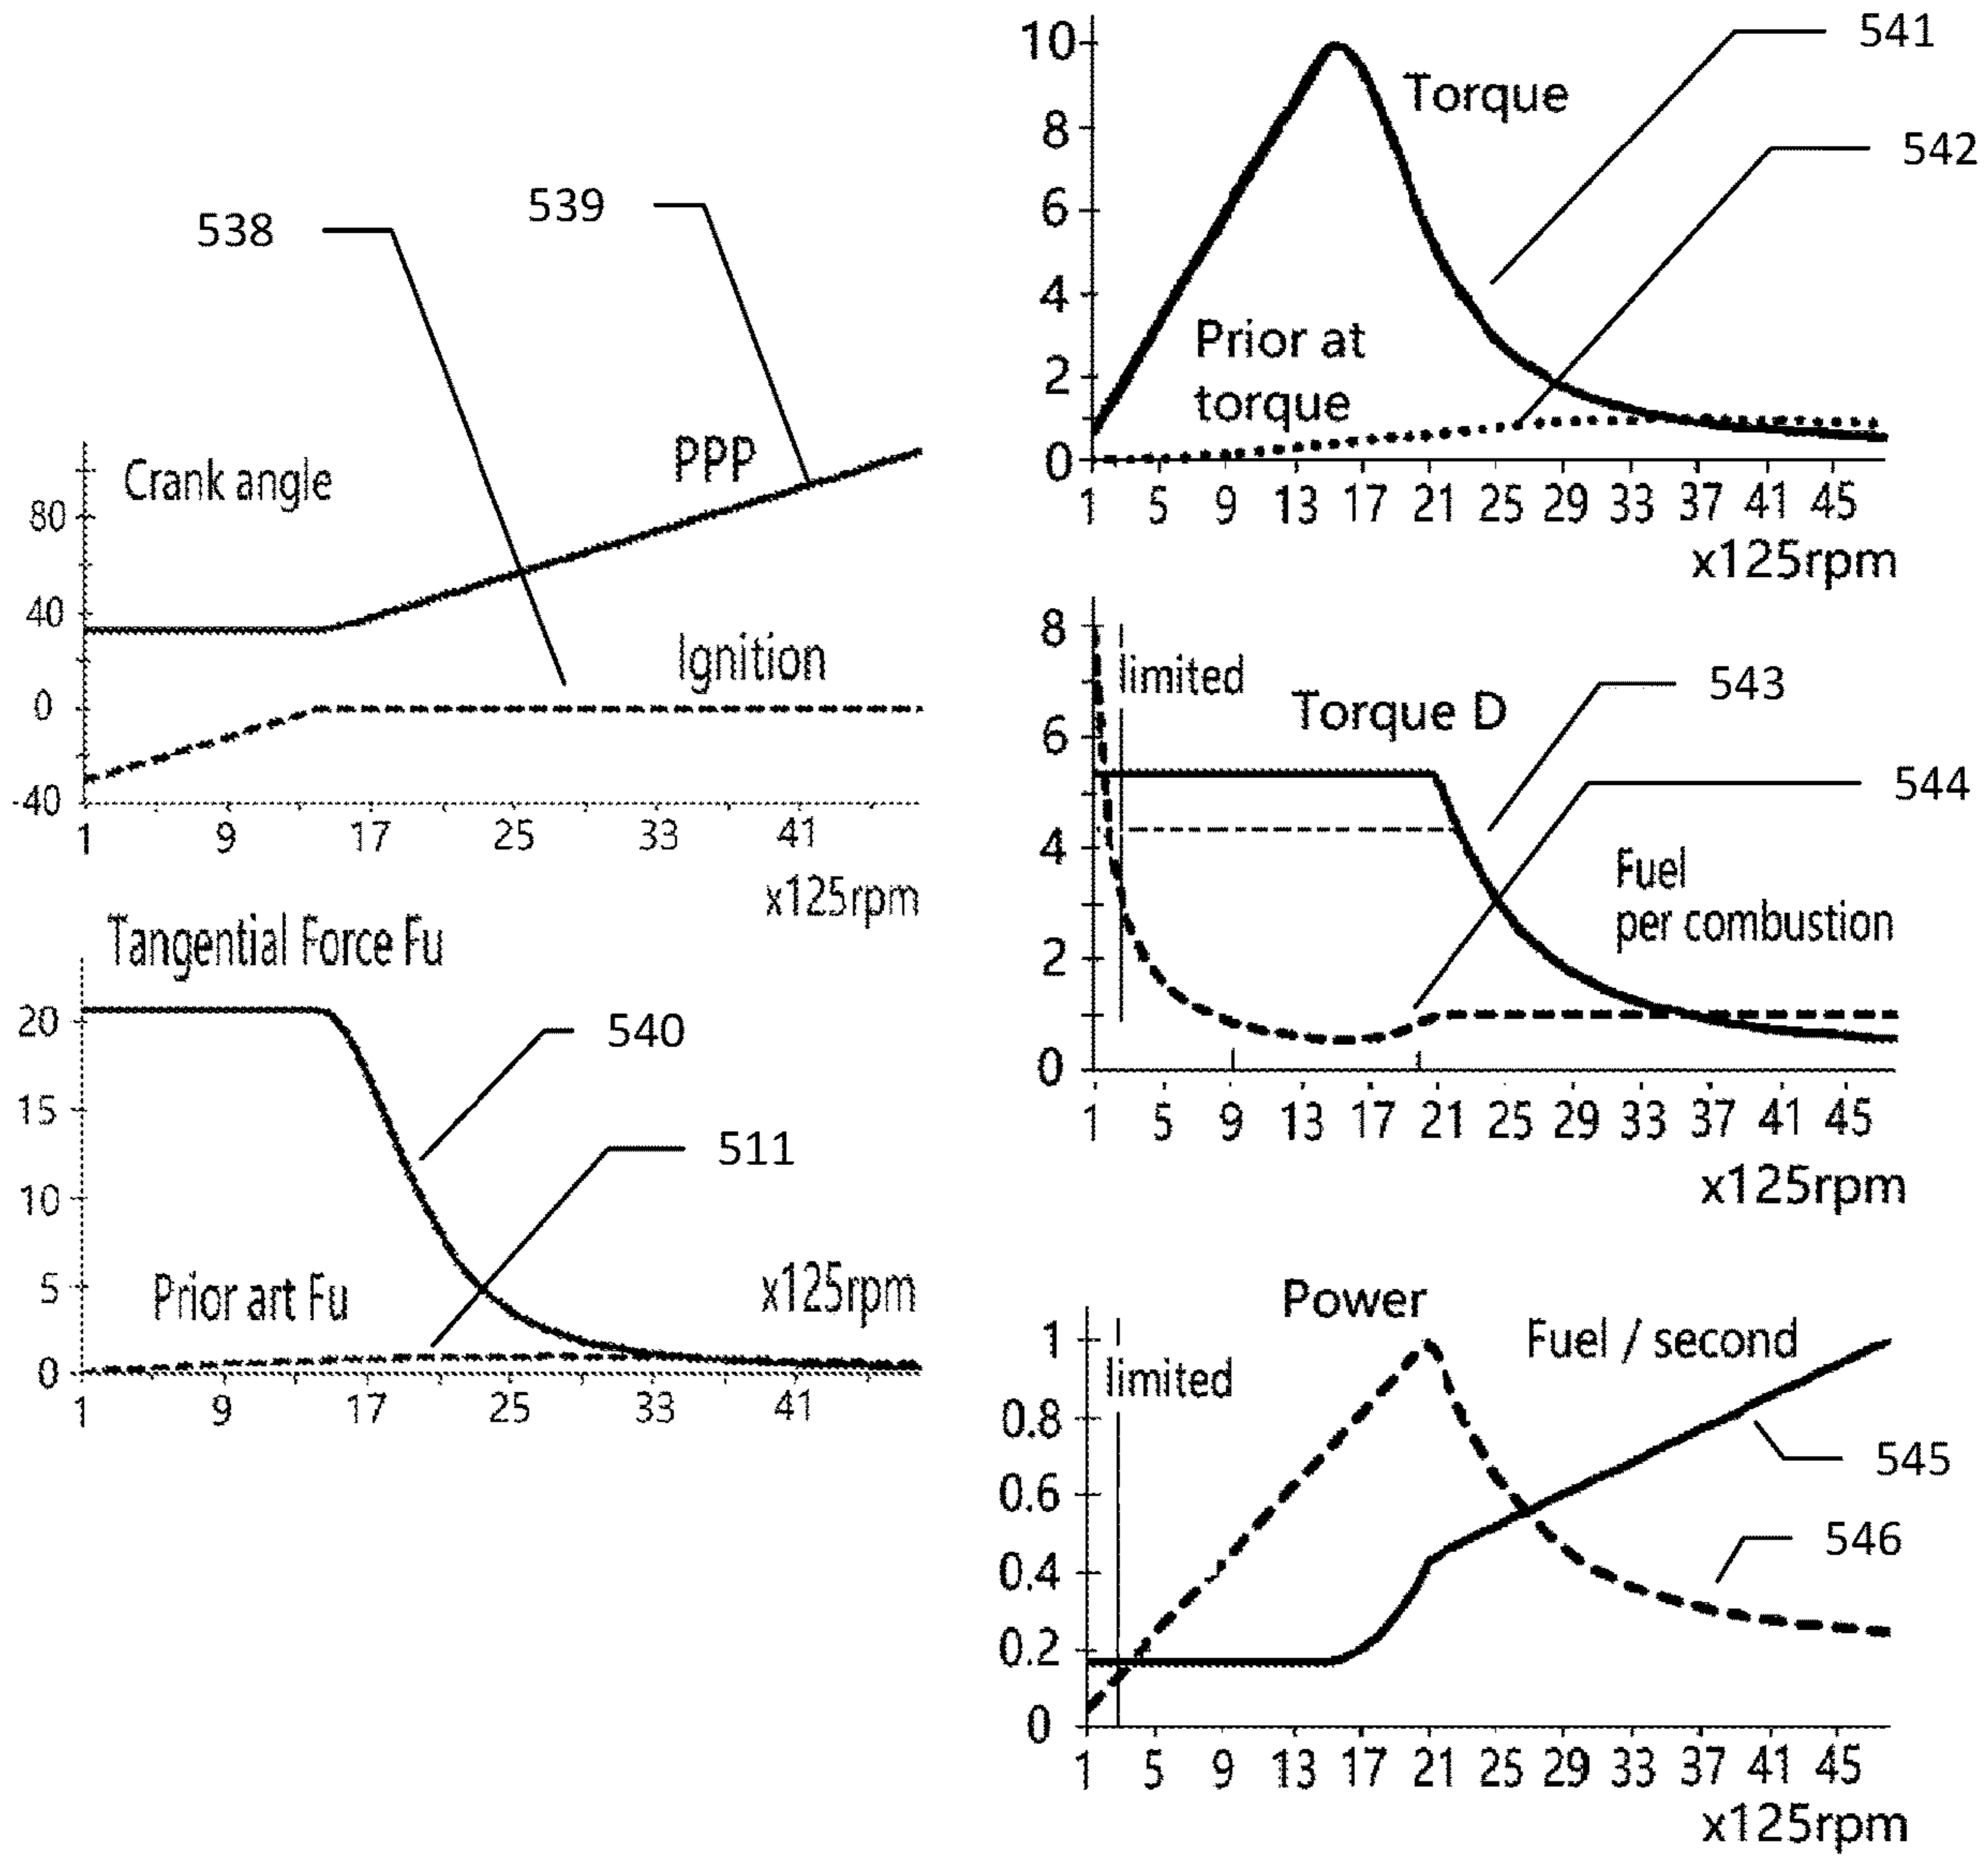 538
539
Crank angle
PPP
80
40
Ignition
0
-40
1 9 17 25 33 41
x125rpm
Tangential Force Fu
20
540
15
511
10
5
Prior art Fu
x125rpm
0
1 9 17 25 33 41
10
541
Torque
8
542
6
4
Prior at
torque
2
0
1 5 9 13 17 21 25 29 33 37 41 45
x125rpm
8
limited
543
Torque D
6
544
4
Fuel
per combustion
2
0
1 5 9 13 17 21 25 29 33 37 41 45
x125rpm
Power
1
Fuel / second
limited
0.8
545
0.6
546
0.4
0.2
0
1 5 9 13 17 21 25 29 33 37 41 45
x125rpm